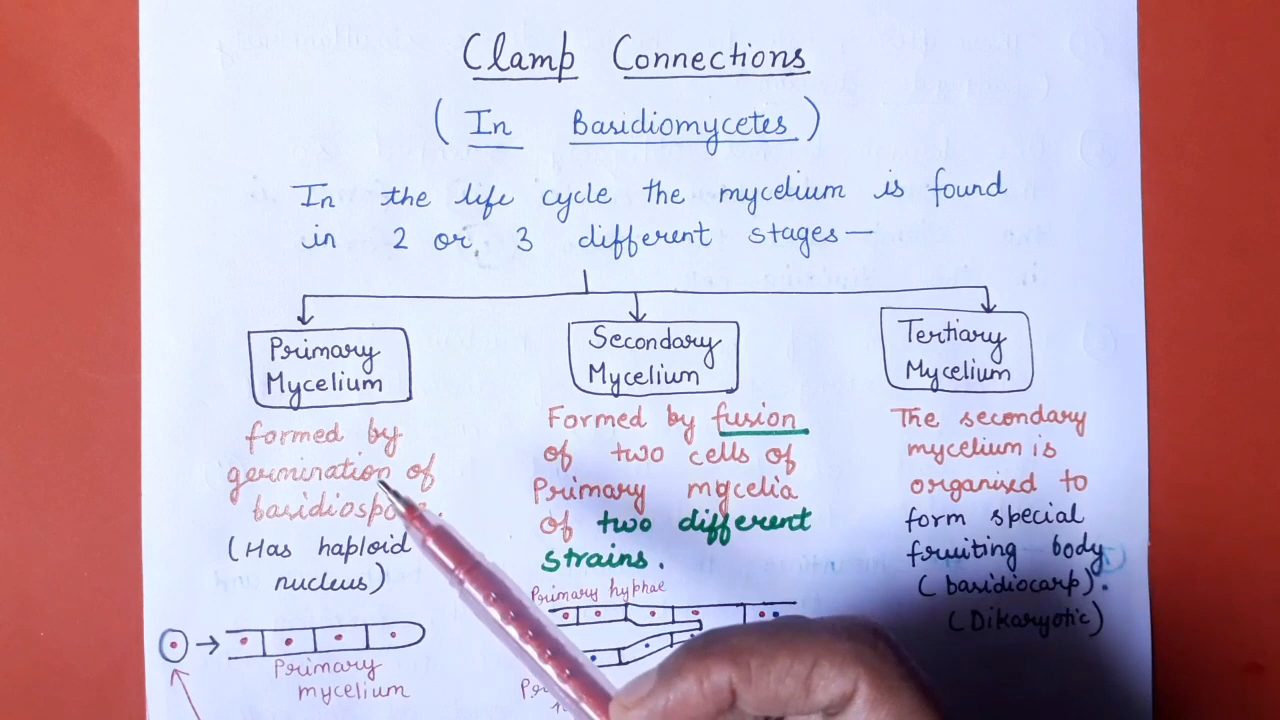 Clamp Connections
(In Basidiomycetes)
In the life cycle the mycelium is found
in 2 or 3 different stages—
Primary
Mycelium
formed by
germination of
(Has haploid
nucleus)
Primary
mycelium
Secondary
Mycelium
Formed by fusion
of two cells of
Primary mycelia
of two different
strains.
Primary hyphae
Tertiary
Mycelium
The secondary
mycelium is
organized to
form special
fruiting body
(basidiocarp).
(Dikaryotic)